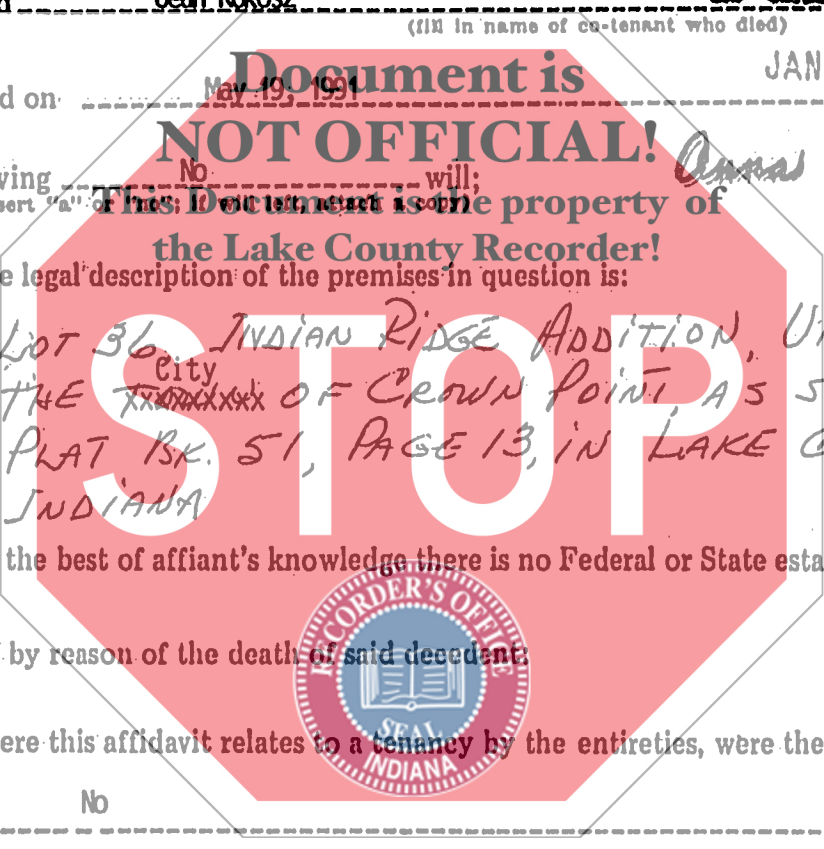 Dean Kokosz
(fill in name of co-tenant who died)
JAN
d on May 19, 1991
Document is
NOT OFFICIAL!
ving No will;
sert "a" or "no"; if will left, attach a copy)
This Document is the property of
the Lake County Recorder!
e legal description of the premises in question is:
LOT 36, INDIAN RIDGE ADDITION, U
City
THE xxxxxxxx OF CROWN POINT, AS S
PLAT BK. 51, PAGE 13, IN LAKE C
INDIANA
STOP
the best of affiant's knowledge there is no Federal or State esta
by reason of the death of said decedent;
RECORDER'S OFFICE
SEAL
INDIANA
ere this affidavit relates to a tenancy by the entireties, were the
No